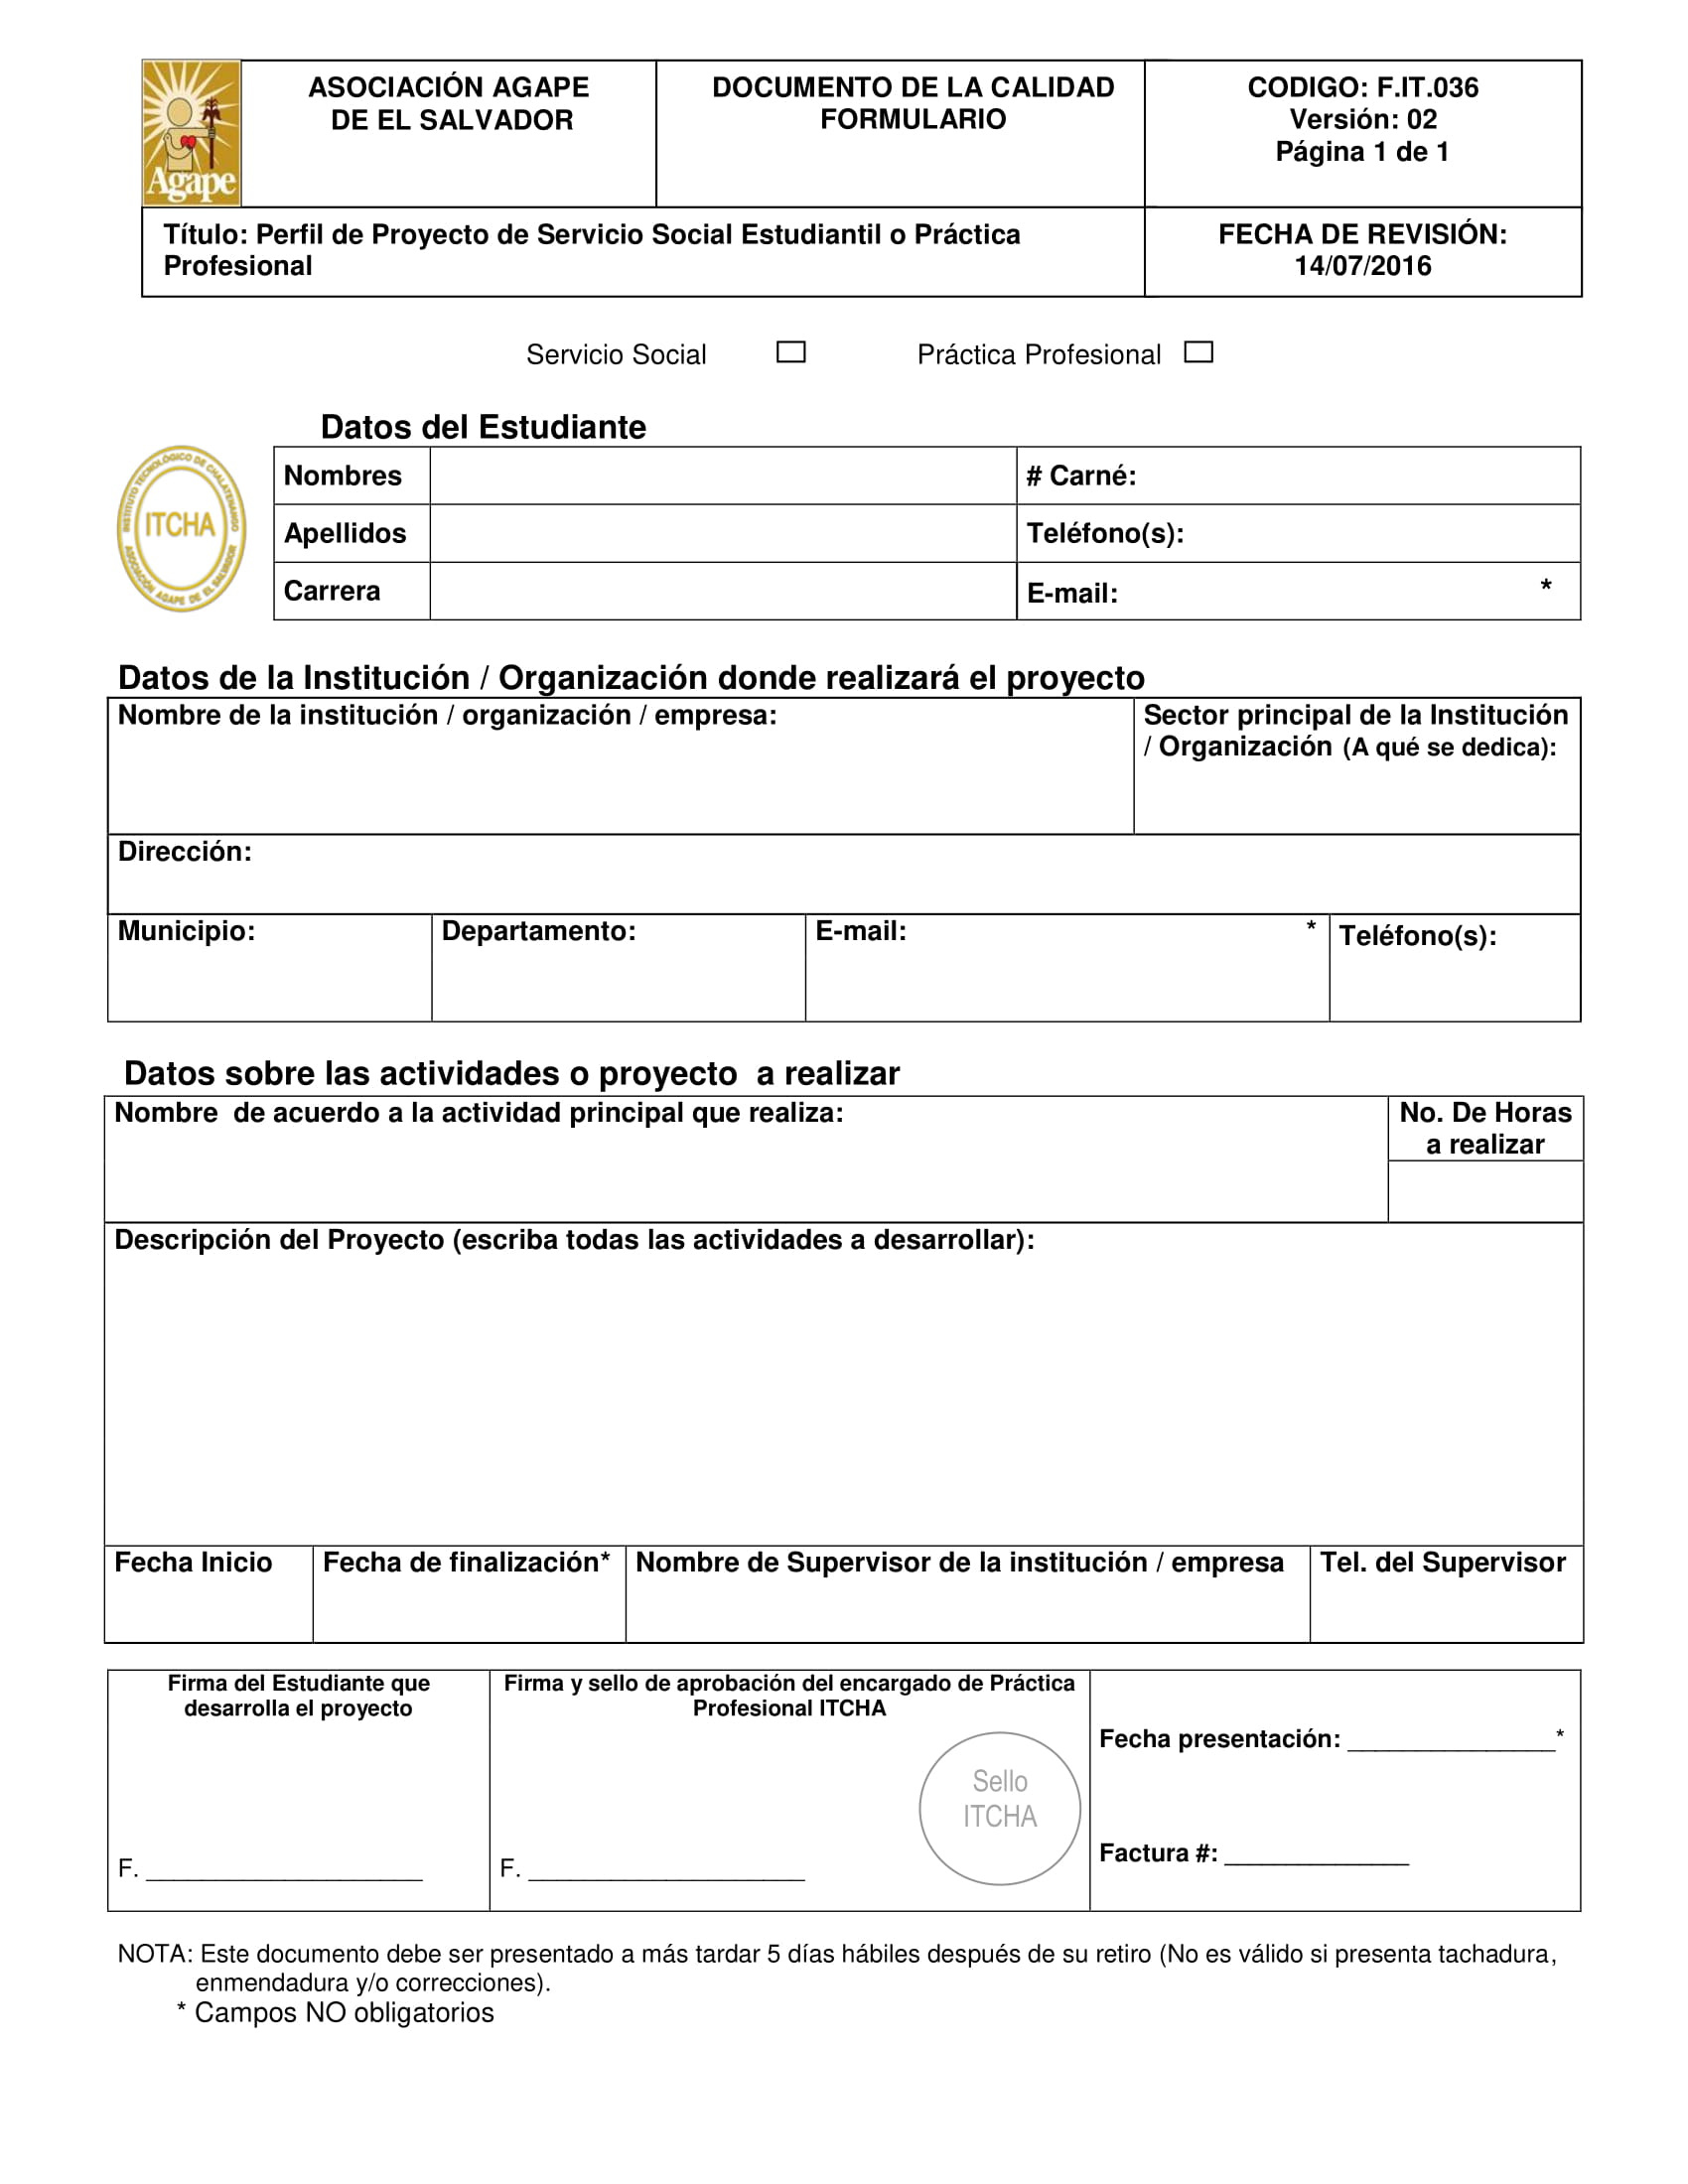 Agape
ASOCIACIÓN AGAPE
DE EL SALVADOR
DOCUMENTO DE LA CALIDAD
FORMULARIO
CODIGO: F.IT.036
Versión: 02
Página 1 de 1
Título: Perfil de Proyecto de Servicio Social Estudiantil o Práctica
Profesional
FECHA DE REVISIÓN:
14/07/2016
Servicio Social
Práctica Profesional
Datos del Estudiante
INSTITUTO TECNOLÓGICO DE CHALATENANGO
ITCHA
ASOCIACIÓN AGAPE DE EL SALVADOR
Nombres
# Carné:
Apellidos
Teléfono(s):
Carrera
E-mail: *
Datos de la Institución / Organización donde realizará el proyecto
Nombre de la institución / organización / empresa:
Sector principal de la Institución
/ Organización (A qué se dedica):
Dirección:
Municipio:
Departamento:
E-mail: *
Teléfono(s):
Datos sobre las actividades o proyecto  a realizar
Nombre  de acuerdo a la actividad principal que realiza:
No. De Horas
a realizar
Descripción del Proyecto (escriba todas las actividades a desarrollar):
Fecha Inicio
Fecha de finalización*
Nombre de Supervisor de la institución / empresa
Tel. del Supervisor
Firma del Estudiante que
desarrolla el proyecto
F. ____________________
Firma y sello de aprobación del encargado de Práctica
Profesional ITCHA
Sello
ITCHA
F. ____________________
Fecha presentación: _______________*
Factura #: ______________
NOTA: Este documento debe ser presentado a más tardar 5 días hábiles después de su retiro (No es válido si presenta tachadura,
enmendadura y/o correcciones).
* Campos NO obligatorios